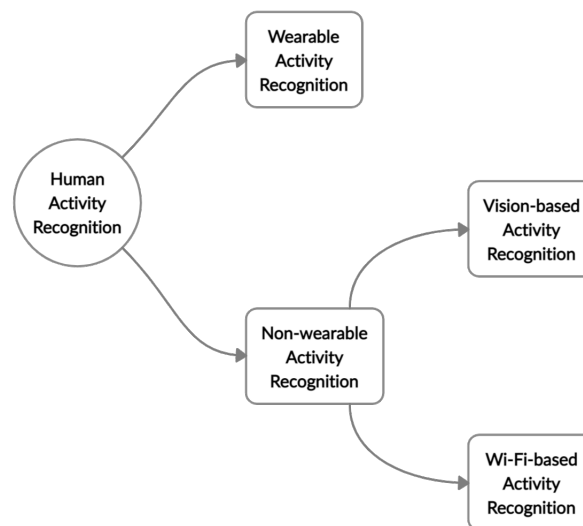 Wearable
Activity
Recognition
Human
Activity
Recognition
Vision-based
Activity
Recognition
Non-wearable
Activity
Recognition
Wi-Fi-based
Activity
Recognition